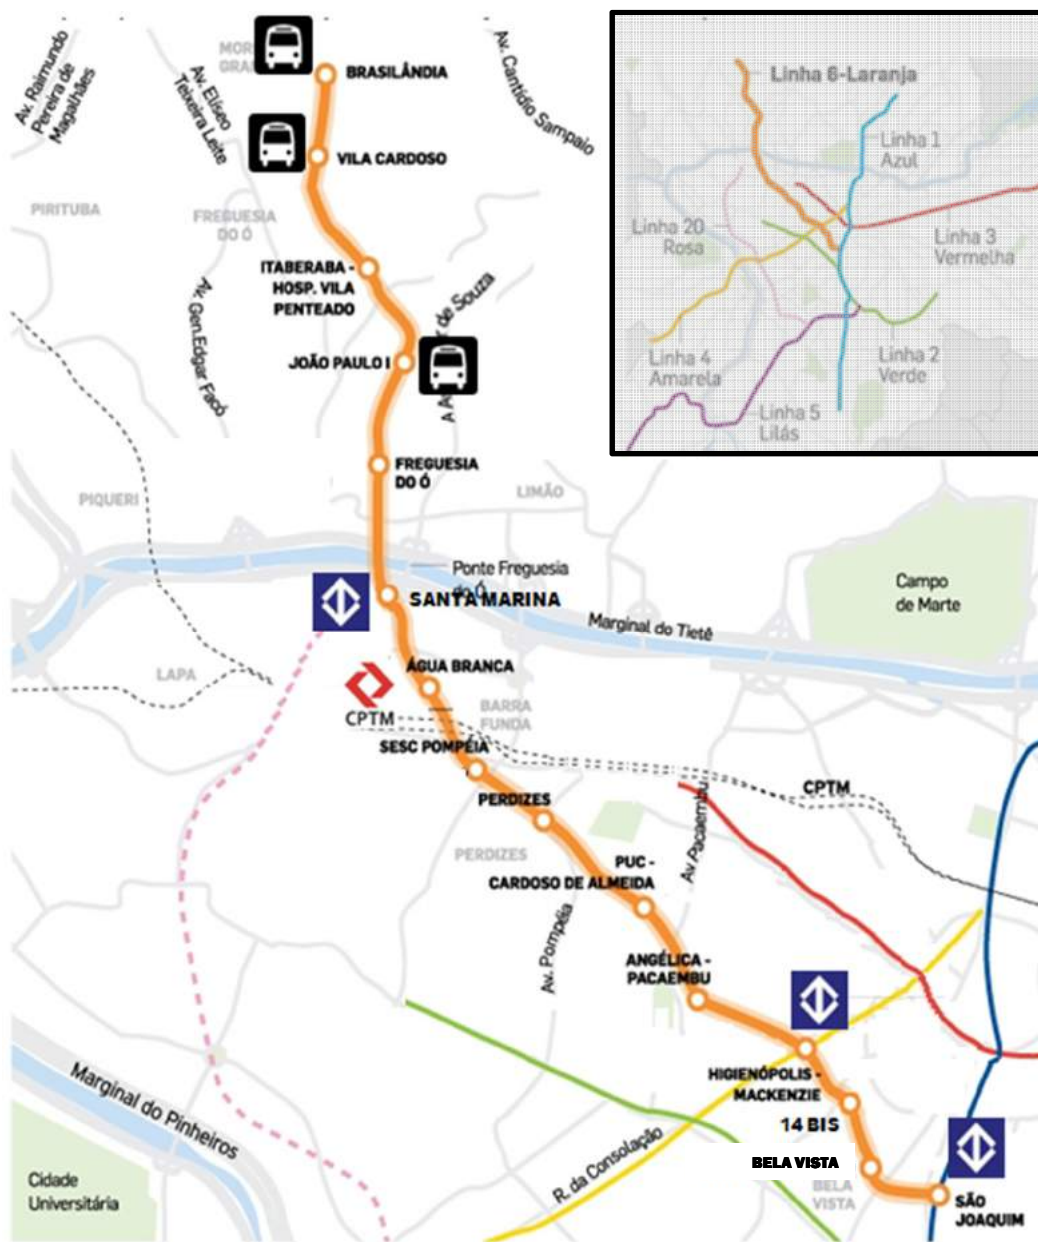 Av. Raimundo
Pereira de
Magalhães
Av. Elíseo
Teixeira Leite
BRASILÂNDIA
Av. Cantídio Sampaio
VILA CARDOSO
PIRITUBA
FREGUESIA
DO Ó
ITABERABA -
HOSP. VILA
PENTEADO
Av. Gen.Edgar Facó
de Souza
JOÃO PAULO I
FREGUESIA
DO Ó
PIQUERI
LIMÃO
Linha 6-Laranja
Linha 1
Azul
Linha 20
Rosa
Linha 3
Vermelha
Linha 4
Amarela
Linha 2
Verde
Linha 5
Lilás
Ponte Freguesia
do Ó
SANTA MARINA
Marginal do Tietê
Campo
de Marte
LAPA
ÁGUA BRANCA
CPTM
BARRA
FUNDA
SESC POMPÉIA
CPTM
PERDIZES
PERDIZES
Av. Pacaembu
PUC -
CARDOSO DE ALMEIDA
Av. Pompéia
ANGÉLICA -
PACAEMBU
HIGIENÓPOLIS -
MACKENZIE
14 BIS
Marginal do Pinheiros
R. da Consolação
BELA VISTA
BELA
VISTA
Cidade
Universitária
SÃO
JOAQUIM